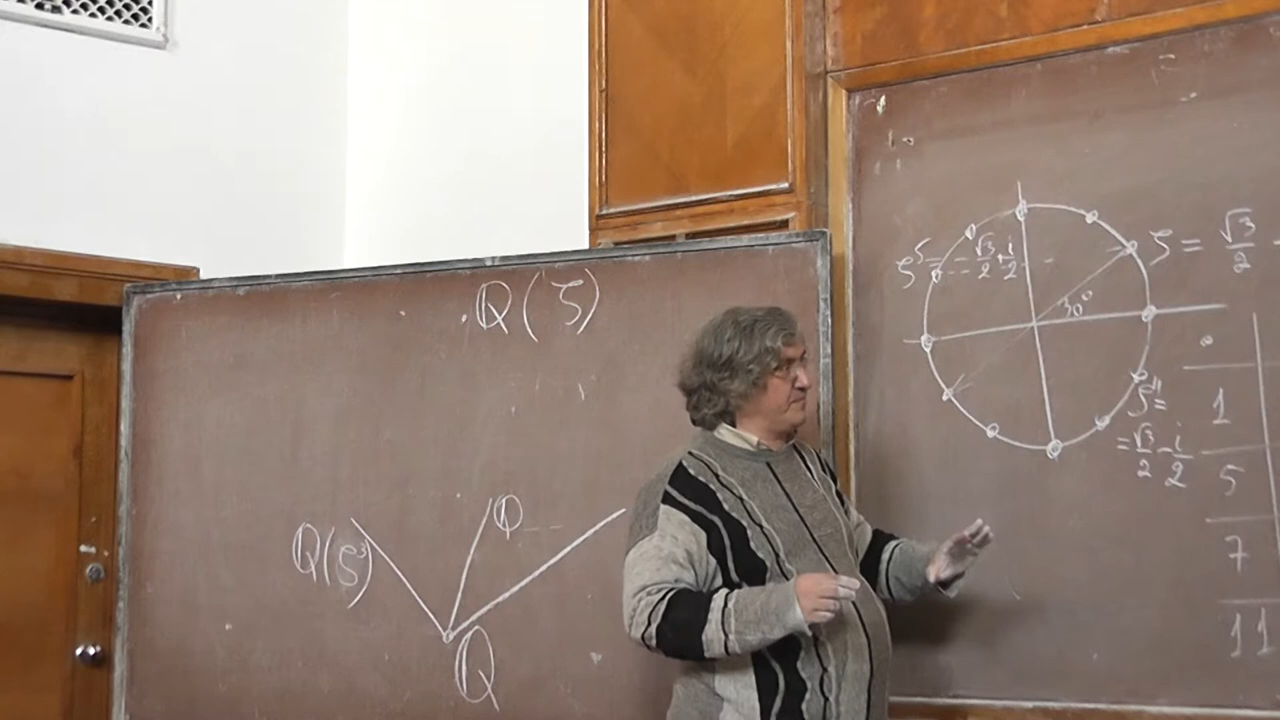 ℚ(ζ)
ℚ(ζ³)
ℚ
ℚ
ζ = √3/2
ζ⁵ = -√3/2 + i/2
30°
ζ¹¹ =
= √3/2 - i/2
∘
1
5
7
11